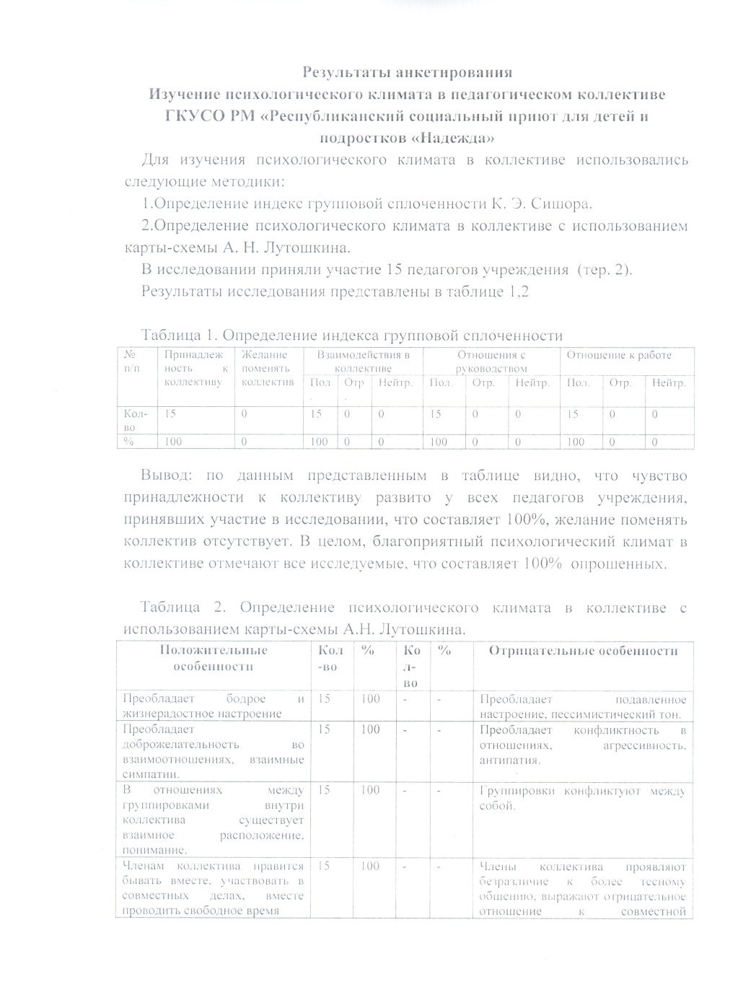 Результаты анкетирования
Изучение психологического климата в педагогическом коллективе
ГКУСО РМ «Республиканский социальный приют для детей и
подростков «Надежда»
Для изучения психологического климата в коллективе использовались
следующие методики:
1.Определение индекс групповой сплоченности К. Э. Сишора.
2.Определение психологического климата в коллективе с использованием
карты-схемы А. Н. Лутошкина.
В исследовании приняли участие 15 педагогов учреждения (тер. 2).
Результаты исследования представлены в таблице 1,2
Таблица 1. Определение индекса групповой сплоченности
№ Принадлеж Желание Взаимодействия в Отношения с Отношение к работе
п/п ность к поменять коллективе руководством
коллективу коллектив Пол Отр Нейтр. Пол. Отр. Нейтр. Пол. Отр. Нейтр.
. .
Кол- 15 0 15 0 0 15 0 0 15 0 0
во
% 100 0 100 0 0 100 0 0 100 0 0
Вывод: по данным представленным в таблице видно, что чувство
принадлежности к коллективу развито у всех педагогов учреждения,
принявших участие в исследовании, что составляет 100%, желание поменять
коллектив отсутствует. В целом, благоприятный психологический климат в
коллективе отмечают все исследуемые, что составляет 100% опрошенных.
Таблица 2. Определение психологического климата в коллективе с
использованием карты-схемы А.Н. Лутошкина.
Положительные Кол % Ко % Отрицательные особенности
особенности -во л-
во
Преобладает бодрое и 15 100 - - Преобладает подавленное
жизнерадостное настроение настроение, пессимистический тон.
Преобладает 15 100 - - Преобладает конфликтность в
доброжелательность во отношениях, агрессивность,
взаимоотношениях, взаимные антипатия.
симпатии.
В отношениях между 15 100 - - Группировки конфликтуют между
группировками внутри собой.
коллектива существует
взаимное расположение,
понимание.
Членам коллектива нравится 15 100 - - Члены коллектива проявляют
бывать вместе, участвовать в безразличие к более тесному
совместных делах, вместе общению, выражают отрицательное
проводить свободное время отношение к совместной